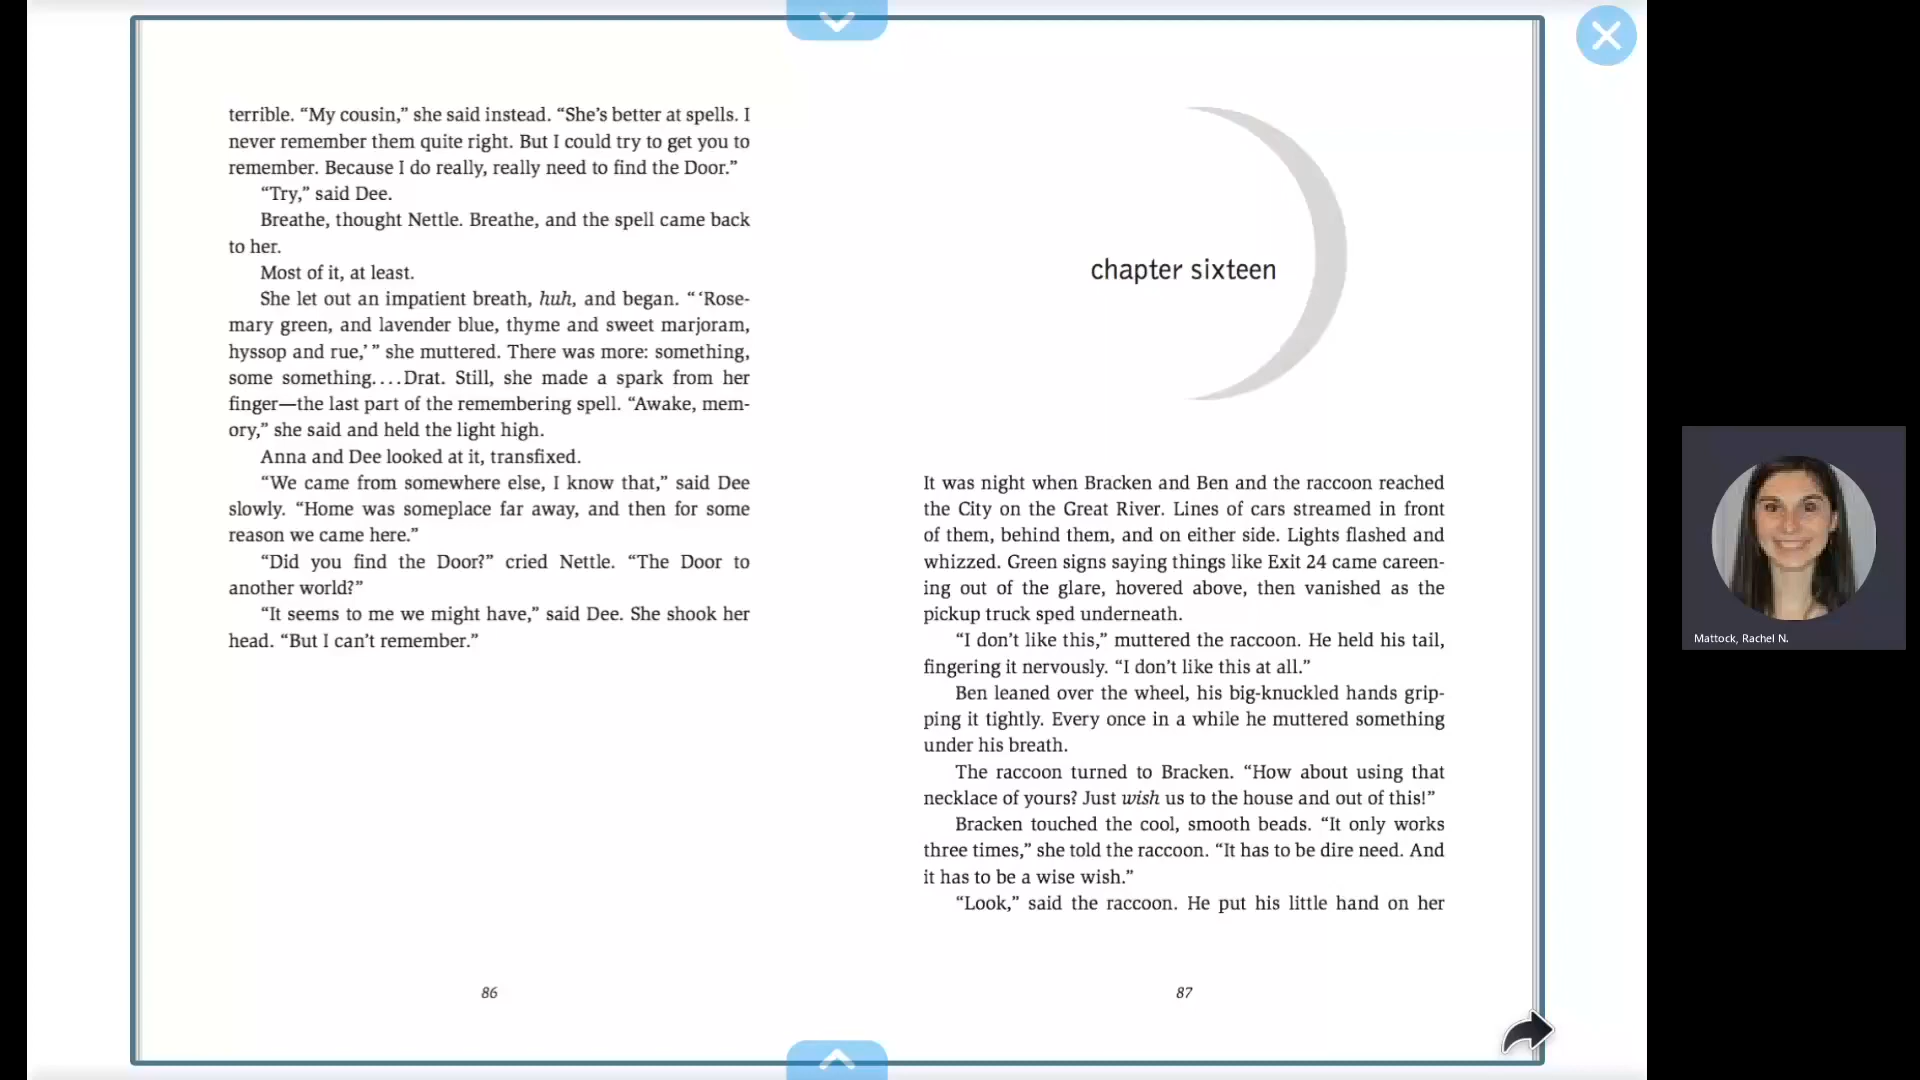 terrible. “My cousin,” she said instead. “She’s better at spells. I
never remember them quite right. But I could try to get you to
remember. Because I do really, really need to find the Door.”
“Try,” said Dee.
Breathe, thought Nettle. Breathe, and the spell came back
to her.
Most of it, at least.
She let out an impatient breath, huh, and began. “ ‘Rose-
mary green, and lavender blue, thyme and sweet marjoram,
hyssop and rue,’ ” she muttered. There was more: something,
some something. . . . Drat. Still, she made a spark from her
finger—the last part of the remembering spell. “Awake, mem-
ory,” she said and held the light high.
Anna and Dee looked at it, transfixed.
“We came from somewhere else, I know that,” said Dee
slowly. “Home was someplace far away, and then for some
reason we came here.”
“Did you find the Door?” cried Nettle. “The Door to
another world?”
“It seems to me we might have,” said Dee. She shook her
head. “But I can’t remember.”
86
chapter sixteen
It was night when Bracken and Ben and the raccoon reached
the City on the Great River. Lines of cars streamed in front
of them, behind them, and on either side. Lights flashed and
whizzed. Green signs saying things like Exit 24 came careen-
ing out of the glare, hovered above, then vanished as the
pickup truck sped underneath.
“I don’t like this,” muttered the raccoon. He held his tail,
fingering it nervously. “I don’t like this at all.”
Ben leaned over the wheel, his big-knuckled hands grip-
ping it tightly. Every once in a while he muttered something
under his breath.
The raccoon turned to Bracken. “How about using that
necklace of yours? Just wish us to the house and out of this!”
Bracken touched the cool, smooth beads. “It only works
three times,” she told the raccoon. “It has to be dire need. And
it has to be a wise wish.”
“Look,” said the raccoon. He put his little hand on her
87
Mattock, Rachel N.